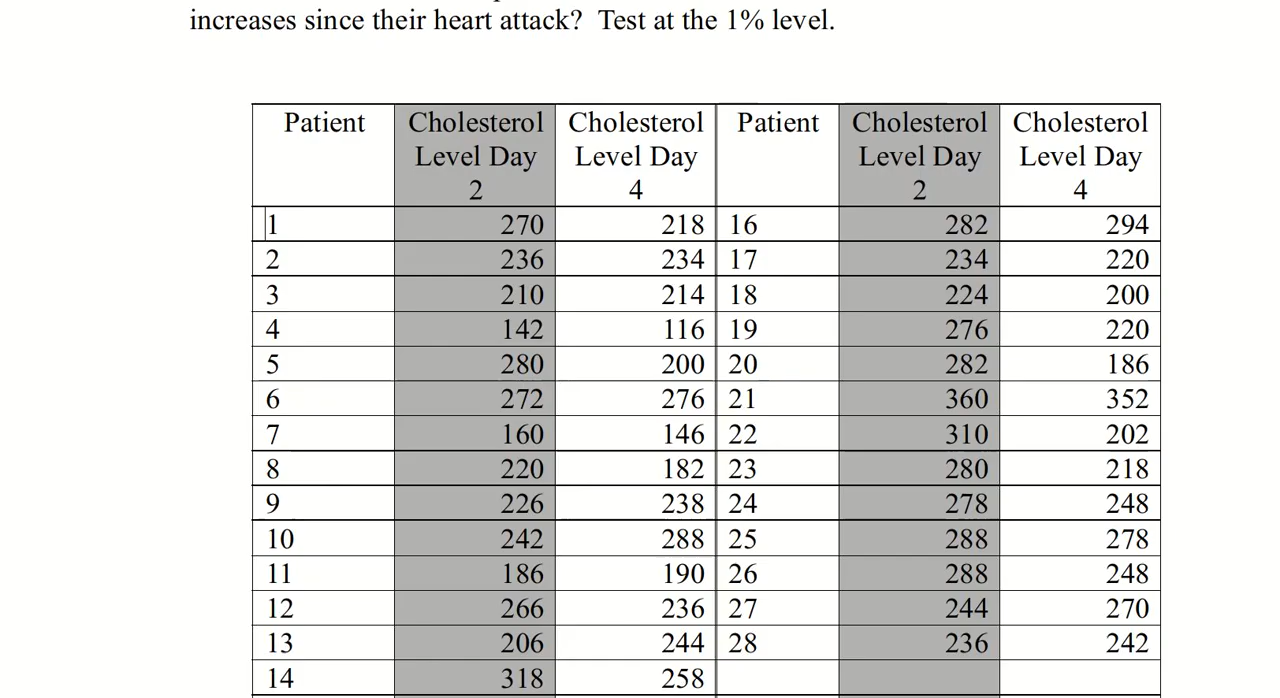 increases since their heart attack? Test at the 1% level.
Patient Cholesterol Level Day 2 Cholesterol Level Day 4 Patient Cholesterol Level Day 2 Cholesterol Level Day 4
1 270 218 16 282 294
2 236 234 17 234 220
3 210 214 18 224 200
4 142 116 19 276 220
5 280 200 20 282 186
6 272 276 21 360 352
7 160 146 22 310 202
8 220 182 23 280 218
9 226 238 24 278 248
10 242 288 25 288 278
11 186 190 26 288 248
12 266 236 27 244 270
13 206 244 28 236 242
14 318 258